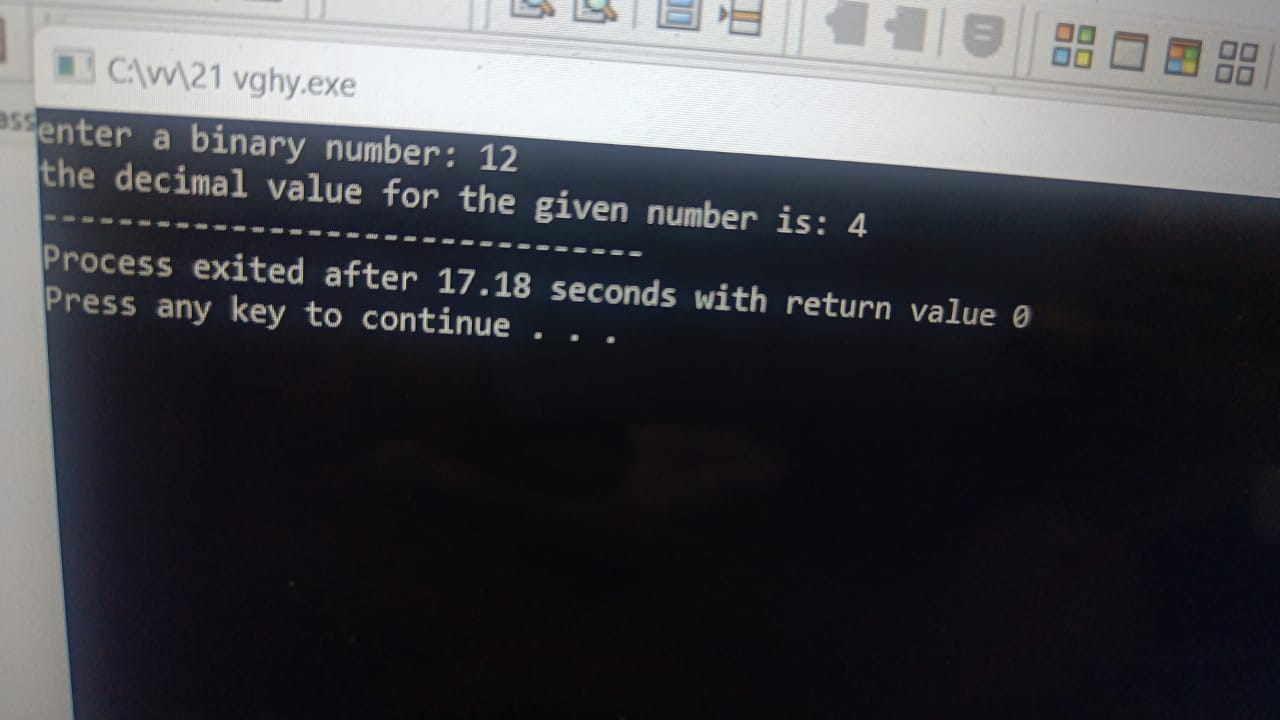 C:\vv\21 vghy.exe
ass
enter a binary number: 12
the decimal value for the given number is: 4
--------------------------------
Process exited after 17.18 seconds with return value 0
Press any key to continue . . .